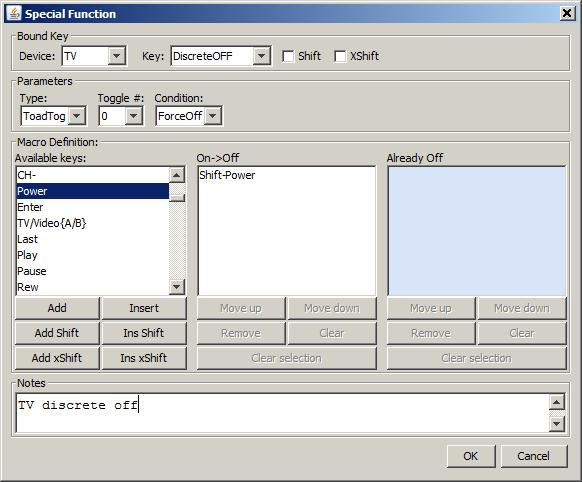 Special Function
Bound Key
Device: TV Key: DiscreteOFF Shift XShift
Parameters
Type: Toggle #: Condition:
ToadTog 0 ForceOff
Macro Definition:
Available keys: On->Off Already Off
CH- Shift-Power
Power
Enter
TV/Video{A/B}
Last
Play
Pause
Rew
Add Insert Move up Move down Move up Move down
Add Shift Ins Shift Remove Clear Remove Clear
Add xShift Ins xShift Clear selection Clear selection
Notes
TV discrete off
OK Cancel